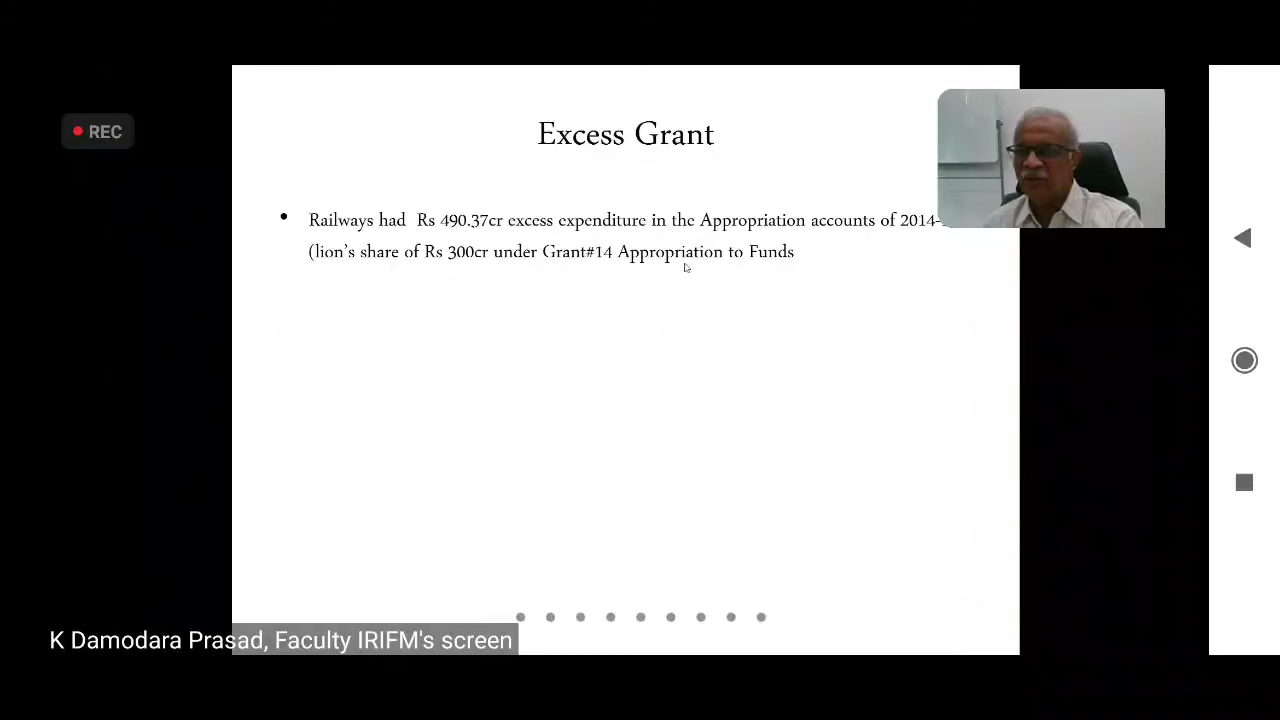 REC
Excess Grant
• Railways had Rs 490.37cr excess expenditure in the Appropriation accounts of 2014-
(lion's share of Rs 300cr under Grant#14 Appropriation to Funds
K Damodara Prasad, Faculty IRIFM's screen